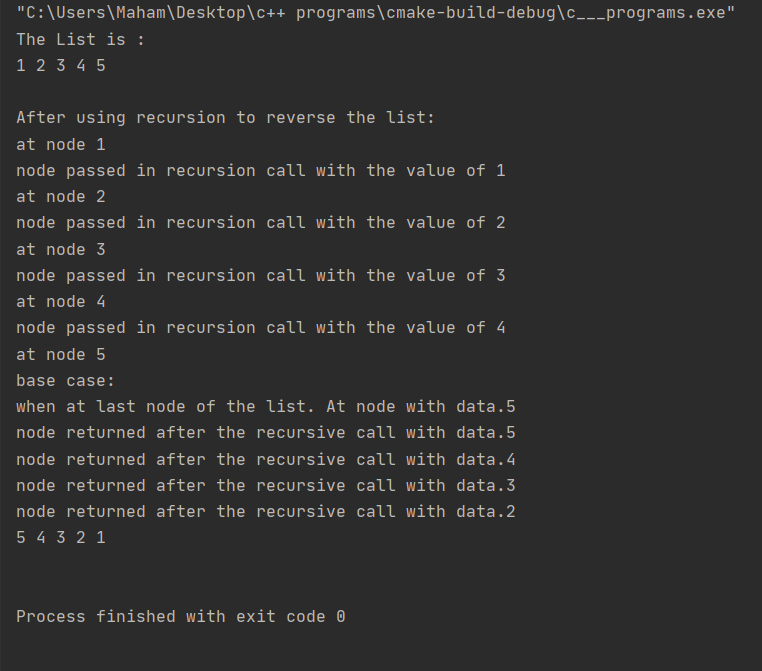 "C:\Users\Maham\Desktop\c++ programs\cmake-build-debug\c___programs.exe"
The List is :
1 2 3 4 5
After using recursion to reverse the list:
at node 1
node passed in recursion call with the value of 1
at node 2
node passed in recursion call with the value of 2
at node 3
node passed in recursion call with the value of 3
at node 4
node passed in recursion call with the value of 4
at node 5
base case:
when at last node of the list. At node with data.5
node returned after the recursive call with data.5
node returned after the recursive call with data.4
node returned after the recursive call with data.3
node returned after the recursive call with data.2
5 4 3 2 1
Process finished with exit code 0